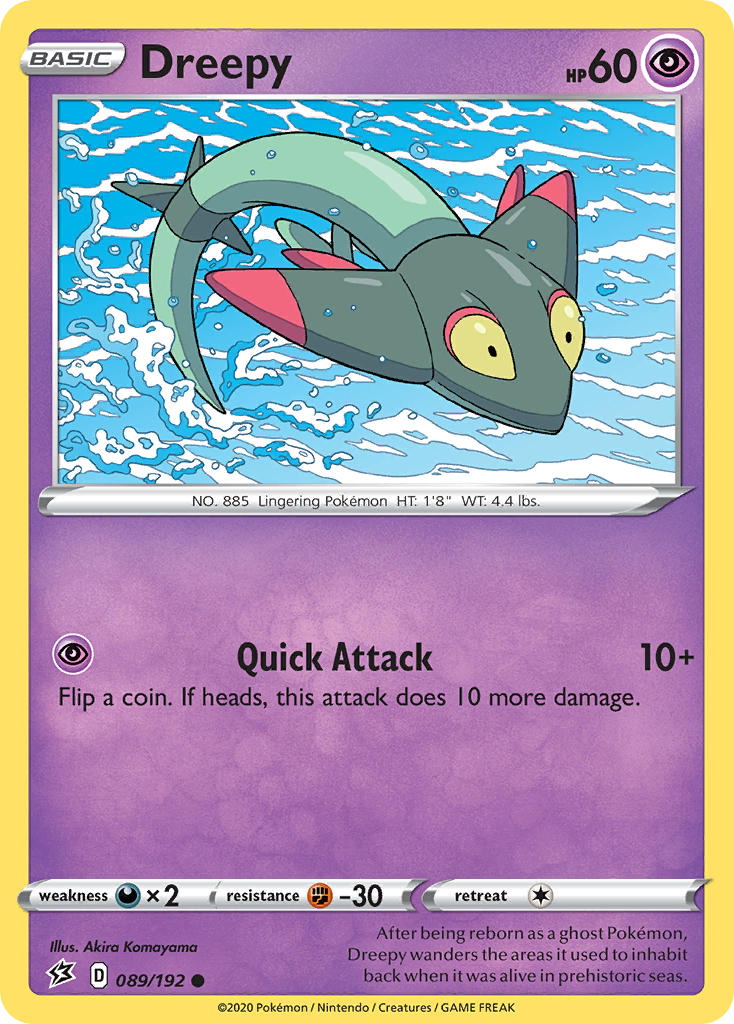 BASIC Dreepy HP60
NO. 885 Lingering Pokémon HT: 1'8" WT: 4.4 lbs.
Quick Attack 10+
Flip a coin. If heads, this attack does 10 more damage.
weakness ×2 resistance -30 retreat
Illus. Akira Komayama
After being reborn as a ghost Pokémon,
Dreepy wanders the areas it used to inhabit
back when it was alive in prehistoric seas.
D 089/192
©2020 Pokémon / Nintendo / Creatures / GAME FREAK